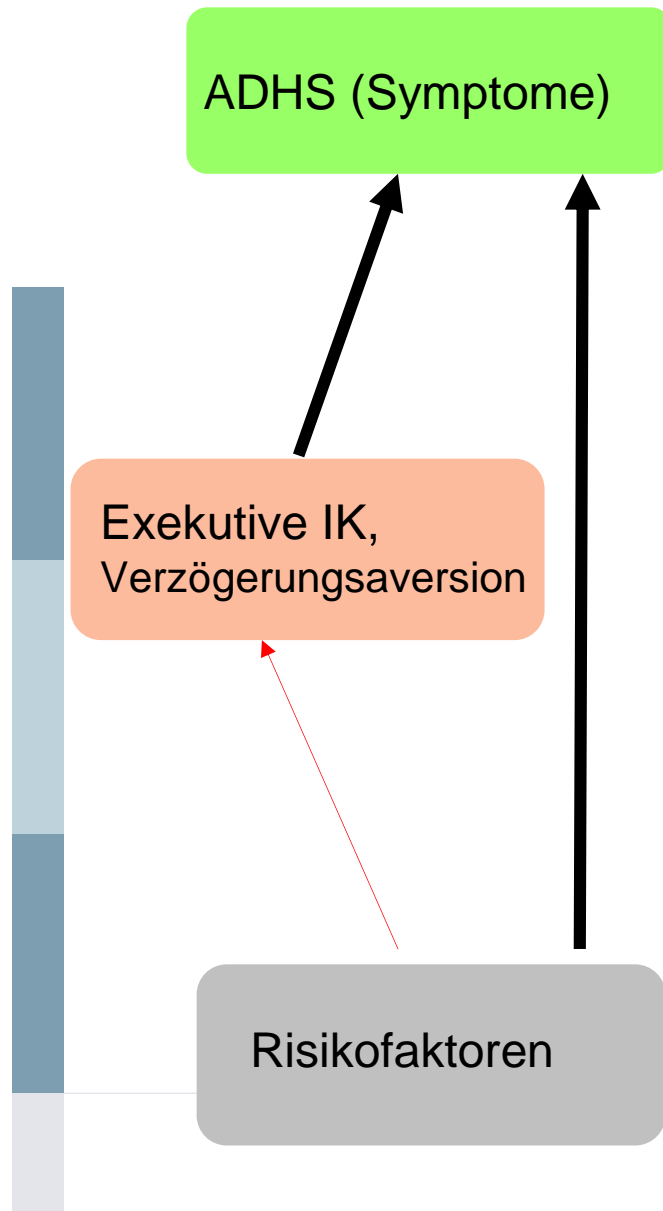 ADHS (Symptome)
Exekutive IK,
Verzögerungsaversion
Risikofaktoren